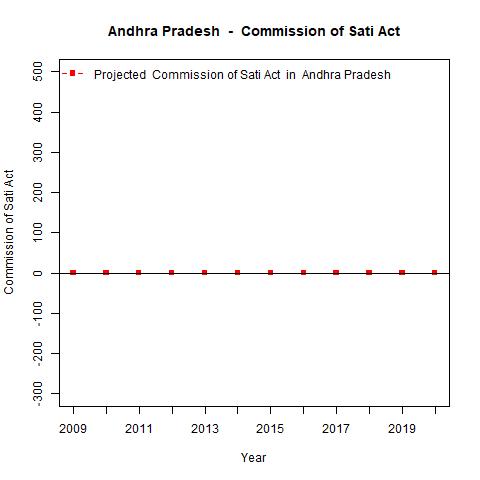 Andhra Pradesh - Commission of Sati Act
Projected Commission of Sati Act in Andhra Pradesh
Commission of Sati Act
500
400
300
200
100
0
-100
-200
-300
2009 2011 2013 2015 2017 2019
Year